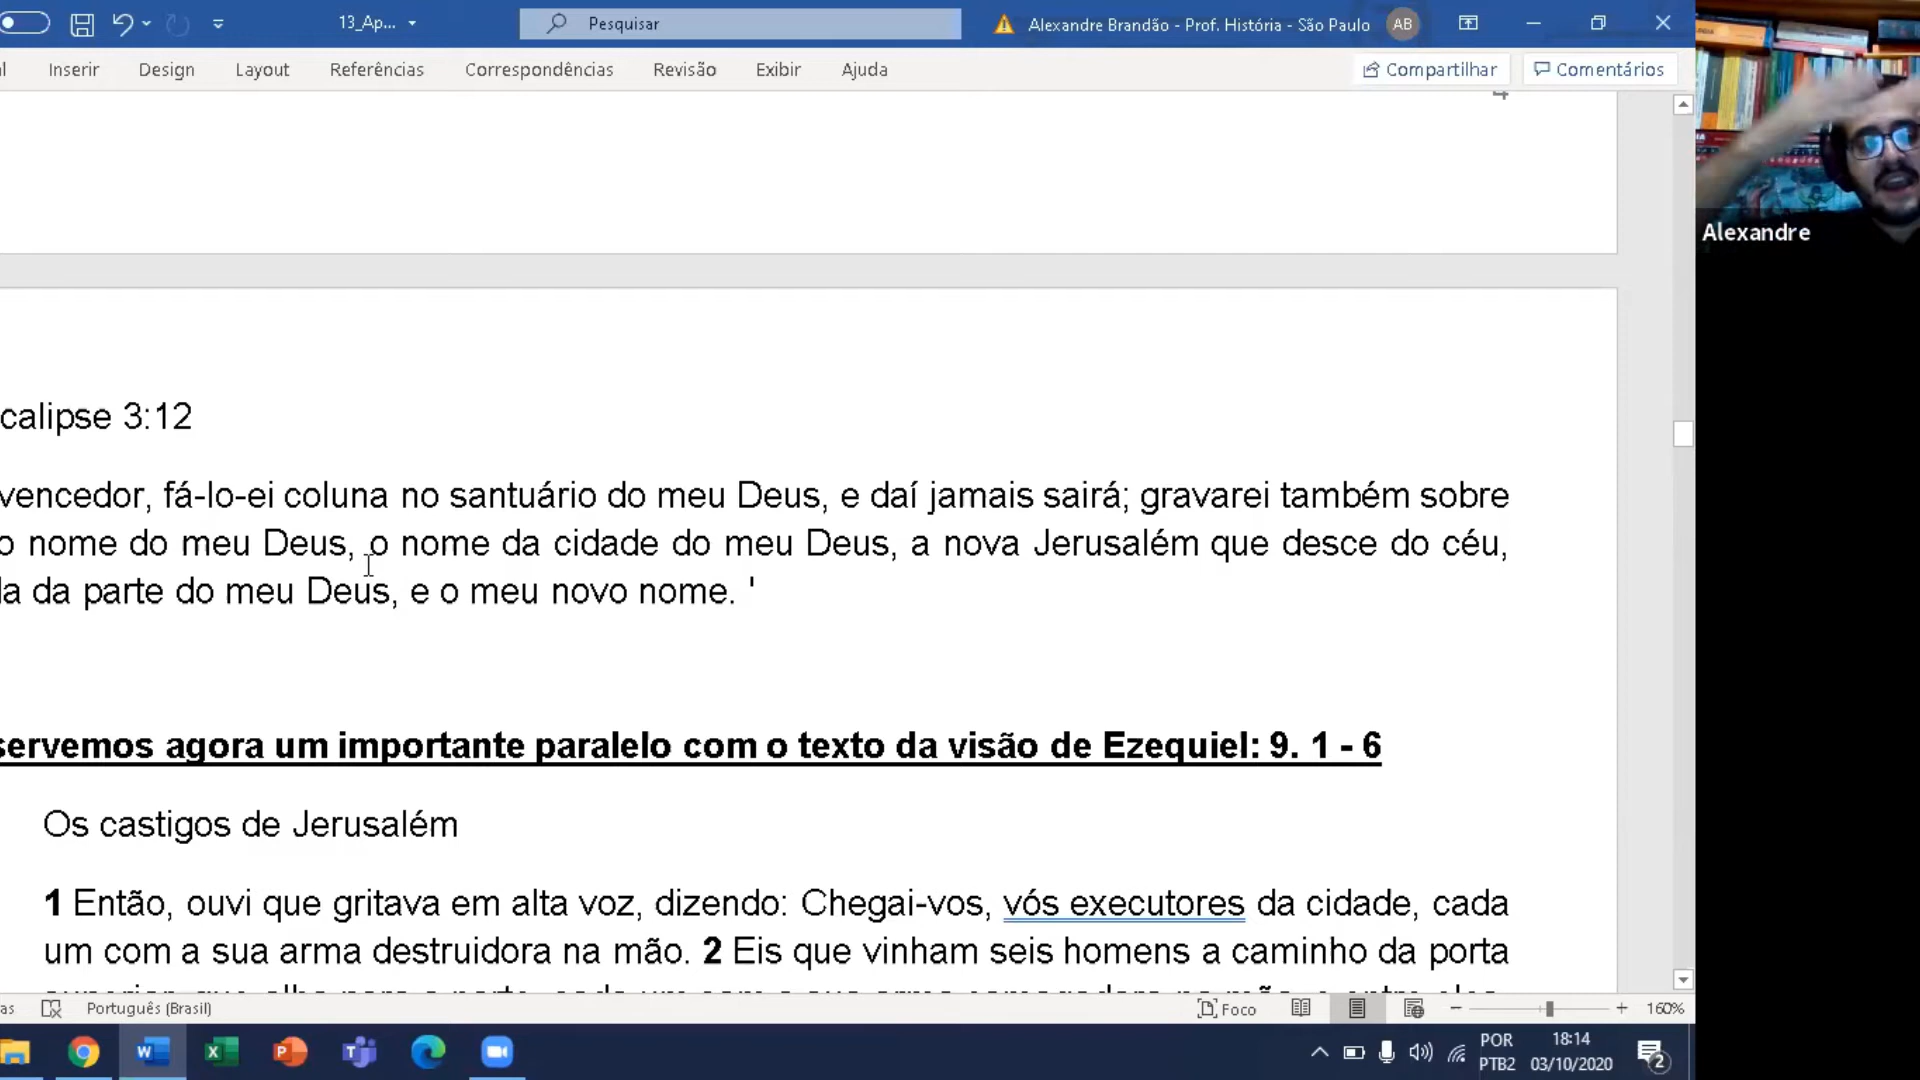 13_Ap...
Pesquisar
Alexandre Brandão - Prof. História - São Paulo
AB
Inserir
Design
Layout
Referências
Correspondências
Revisão
Exibir
Ajuda
Compartilhar
Comentários
Alexandre
calipse 3:12
vencedor, fá-lo-ei coluna no santuário do meu Deus, e daí jamais sairá; gravarei também sobre
o nome do meu Deus, o nome da cidade do meu Deus, a nova Jerusalém que desce do céu,
da parte do meu Deus, e o meu novo nome. '
servemos agora um importante paralelo com o texto da visão de Ezequiel: 9. 1 - 6
Os castigos de Jerusalém
1 Então, ouvi que gritava em alta voz, dizendo: Chegai-vos, vós executores da cidade, cada
um com a sua arma destruidora na mão. 2 Eis que vinham seis homens a caminho da porta
as
Português (Brasil)
Foco
160%
POR
PTB2
18:14
03/10/2020
2